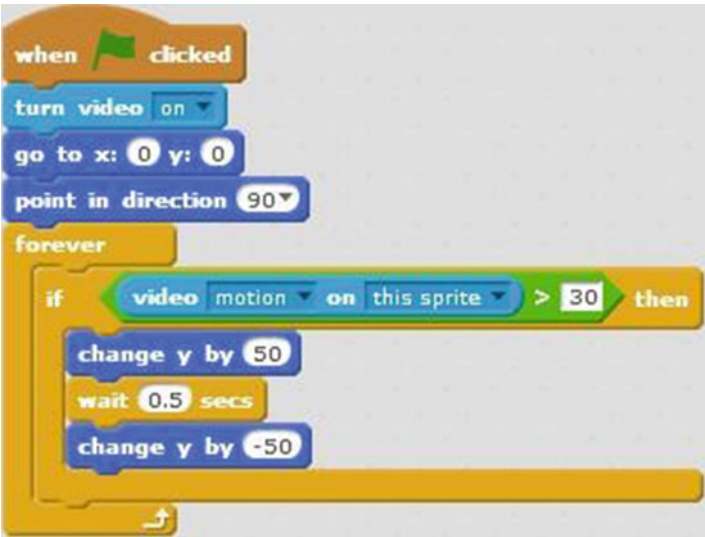 when clicked
turn video on
go to x: 0 y: 0
point in direction 90
forever
if video motion on this sprite > 30 then
change y by 50
wait 0.5 secs
change y by -50